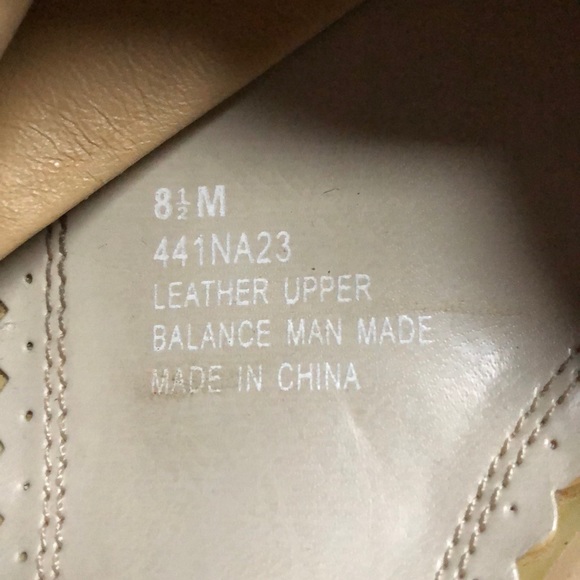 8½M
441NA23
LEATHER UPPER
BALANCE MAN MADE
MADE IN CHINA